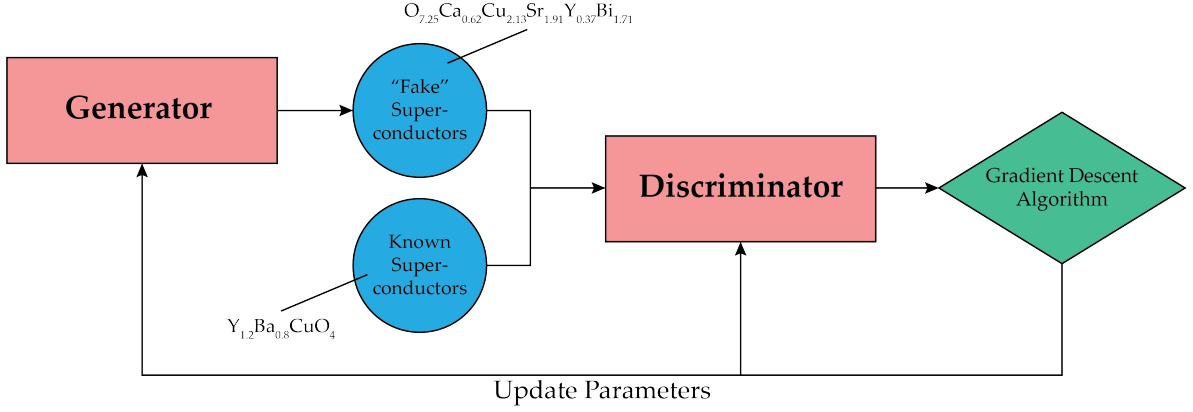 O₇.₂₅Ca₀.₆₂Cu₂.₁₃Sr₁.₉₁Y₀.₃₇Bi₁.₇₁
Generator
“Fake”
Super-
conductors
Known
Super-
conductors
Y₁.₂Ba₀.₈CuO₄
Discriminator
Gradient Descent
Algorithm
Update Parameters